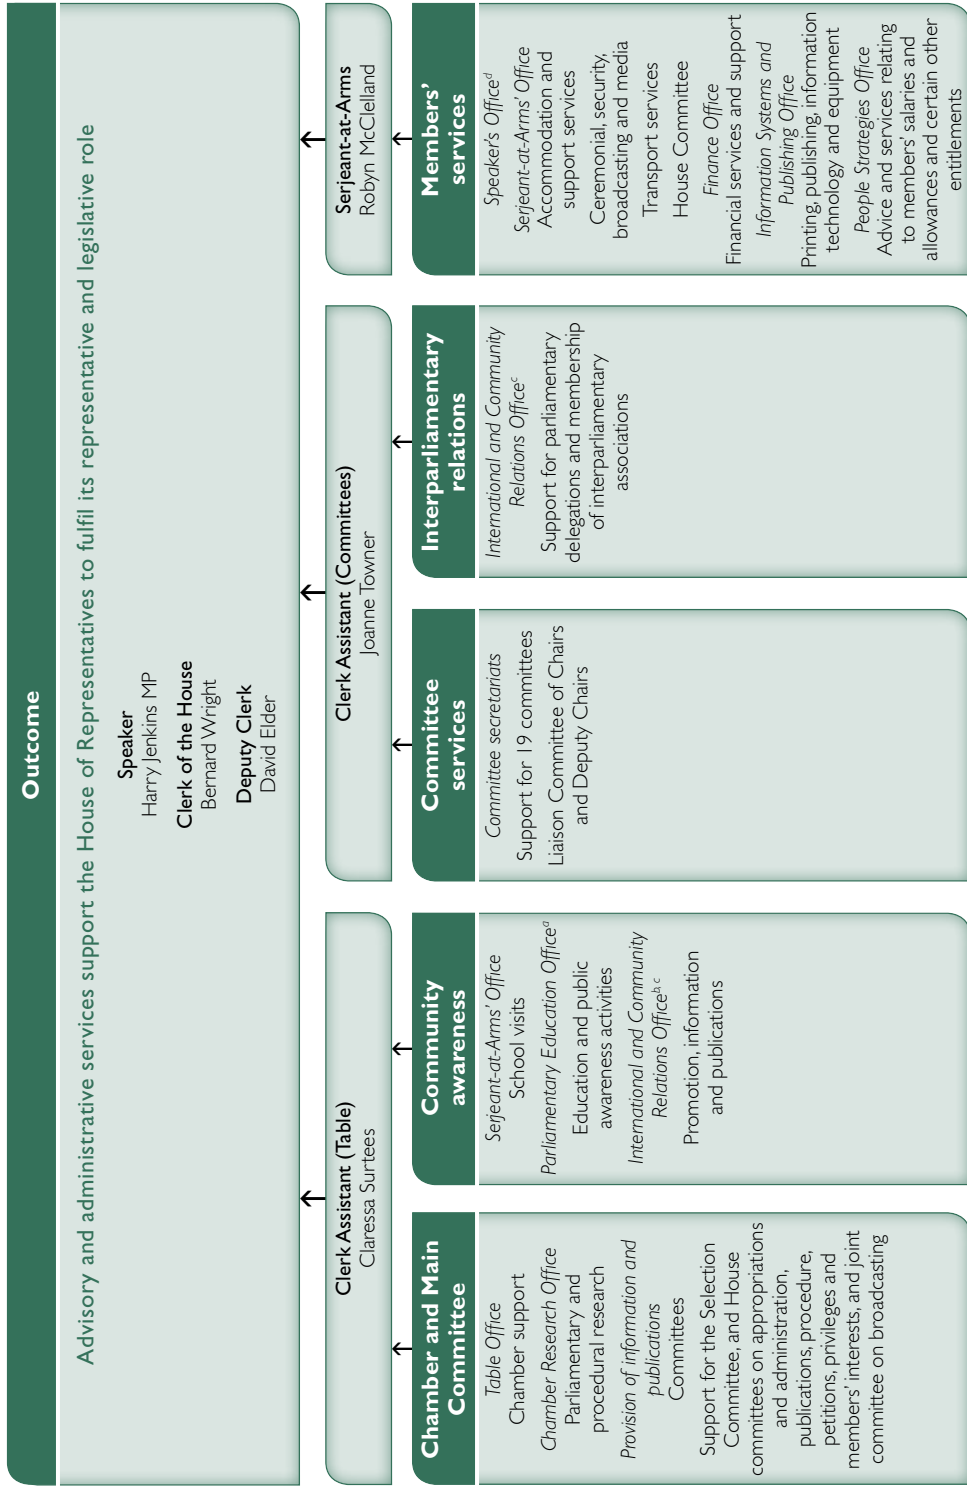 Outcome
Advisory and administrative services support the House of Representatives to fulfil its representative and legislative role
Speaker
Harry Jenkins MP
Clerk of the House
Bernard Wright
Deputy Clerk
David Elder
Clerk Assistant (Table)
Claressa Surtees
Clerk Assistant (Committees)
Joanne Towner
Serjeant-at-Arms
Robyn McClelland
Chamber and Main
Committee
Table Office
Chamber support
Chamber Research Office
Parliamentary and
procedural research
Provision of information and
publications
Committees
Support for the Selection
Committee, and House
committees on appropriations
and administration,
publications, procedure,
petitions, privileges and
members' interests, and joint
committee on broadcasting
Community
awareness
Serjeant-at-Arms' Office
School visits
Parliamentary Education Office^a
Education and public
awareness activities
International and Community
Relations Office^b,c
Promotion, information
and publications
Committee
services
Committee secretariats
Support for 19 committees
Liaison Committee of Chairs
and Deputy Chairs
Interparliamentary
relations
International and Community
Relations Office^c
Support for parliamentary
delegations and membership
of interparliamentary
associations
Members'
services
Speaker's Office^d
Serjeant-at-Arms' Office
Accommodation and
support services
Ceremonial, security,
broadcasting and media
Transport services
House Committee
Finance Office
Financial services and support
Information Systems and
Publishing Office
Printing, publishing, information
technology and equipment
People Strategies Office
Advice and services relating
to members' salaries and
allowances and certain other
entitlements